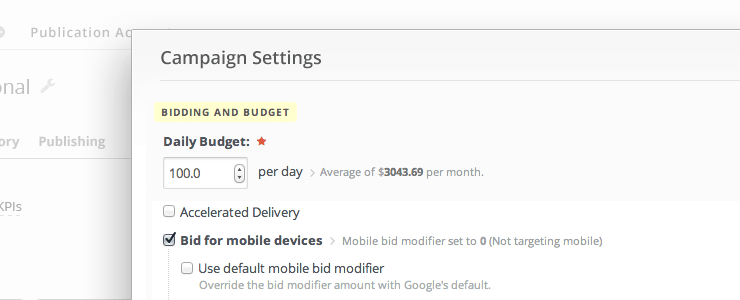 Publication Ac
Campaign Settings
onal
BIDDING AND BUDGET
ory Publishing
Daily Budget: ★
100.0 per day > Average of $3043.69 per month.
KPIs
Accelerated Delivery
Bid for mobile devices > Mobile bid modifier set to 0 (Not targeting mobile)
Use default mobile bid modifier
Override the bid modifier amount with Google's default.